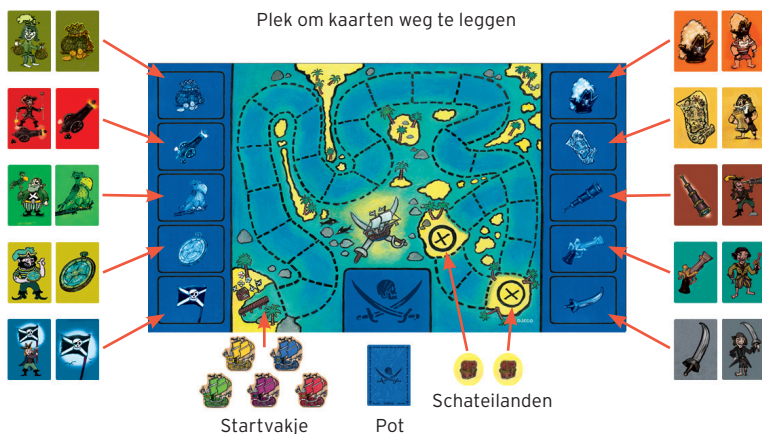 Plek om kaarten weg te leggen
Schateilanden
Startvakje
Pot